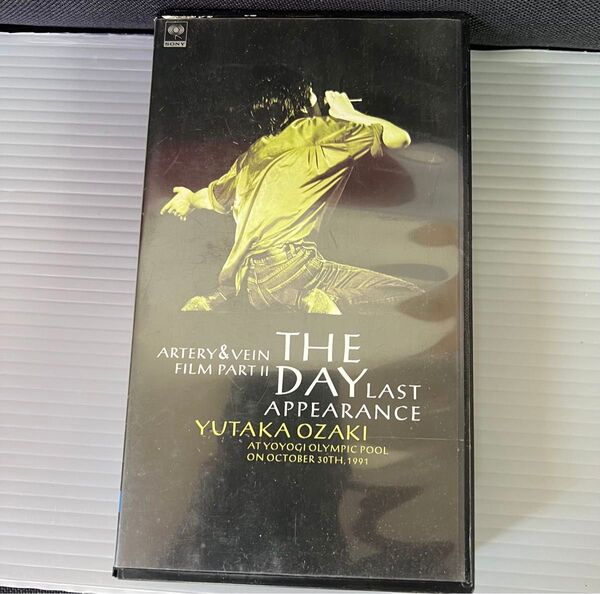 SONY
ARTERY&VEIN
FILM PART II
THE
DAY LAST
APPEARANCE
YUTAKA OZAKI
AT YOYOGI OLYMPIC POOL
ON OCTOBER 30TH,1991